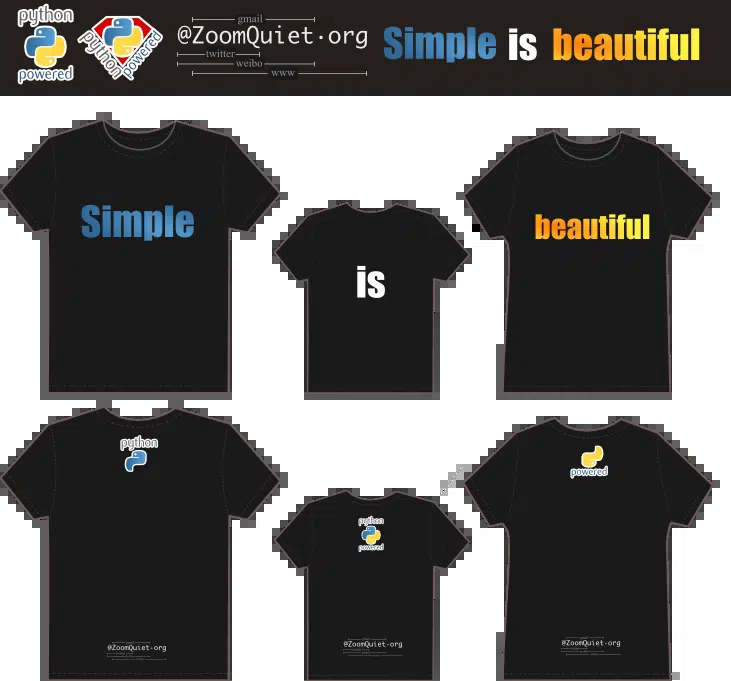 python
powered
python
powered
gmail
@ZoomQuiet·org
twitter
weibo
www
Simple is beautiful
Simple
is
beautiful
python
python
powered
powered
@ZoomQuiet·org
@ZoomQuiet·org
@ZoomQuiet·org